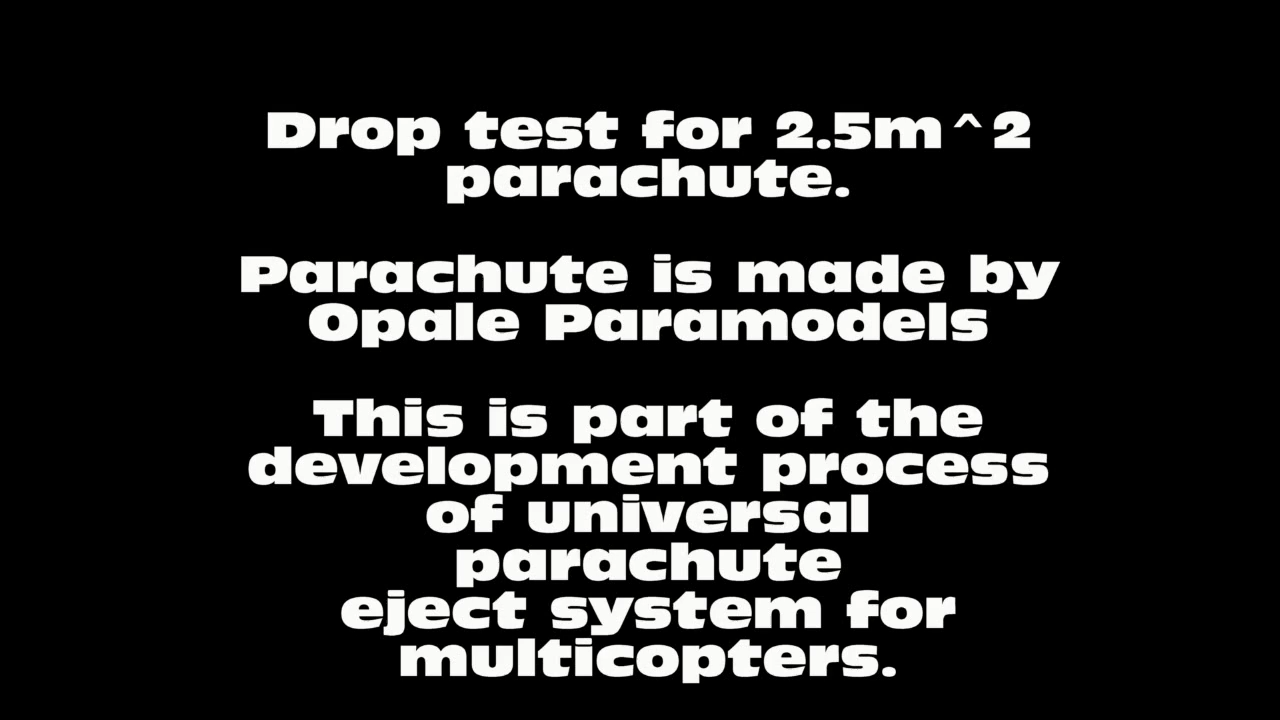 Drop test for 2.5m^2
parachute.
Parachute is made by
Opale Paramodels
This is part of the
development process
of universal
parachute
eject system for
multicopters.